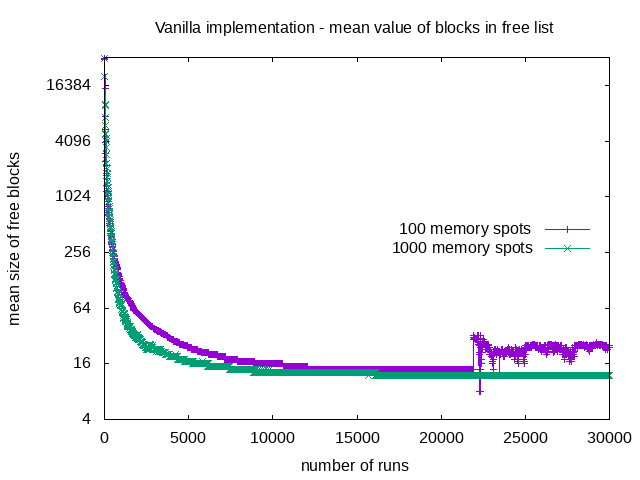 Vanilla implementation - mean value of blocks in free list
16384
4096
1024
256
64
16
4
mean size of free blocks
100 memory spots
1000 memory spots
0 5000 10000 15000 20000 25000 30000
number of runs